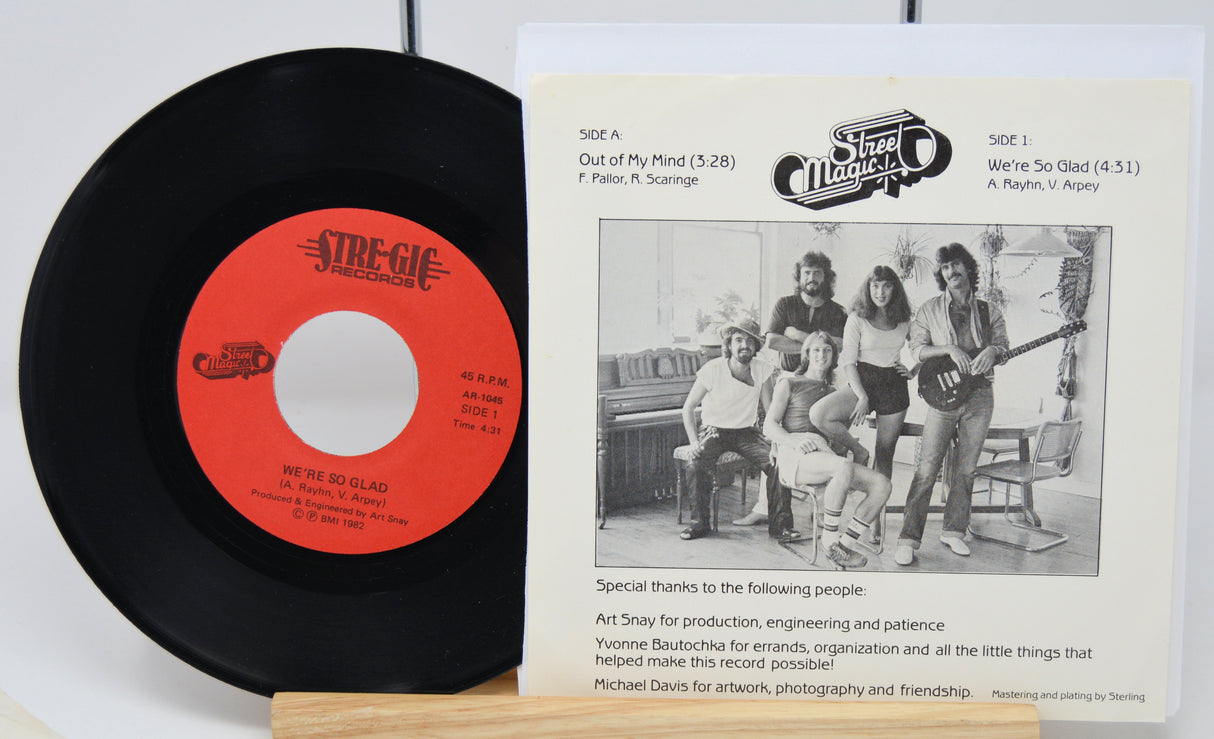 STRE-GIC
RECORDS
Street
Magic
45 R.P.M.
AR-1045
SIDE 1
Time 4:31
WE'RE SO GLAD
(A. Rayhn, V. Arpey)
Produced & Engineered by Art Snay
© ℗ BMI 1982
SIDE A:
Out of My Mind (3:28)
F. Pallor, R. Scaringe
Street
Magic
SIDE 1:
We're So Glad (4:31)
A. Rayhn, V. Arpey
Special thanks to the following people:
Art Snay for production, engineering and patience
Yvonne Bautochka for errands, organization and all the little things that
helped make this record possible!
Michael Davis for artwork, photography and friendship.
Mastering and plating by Sterling